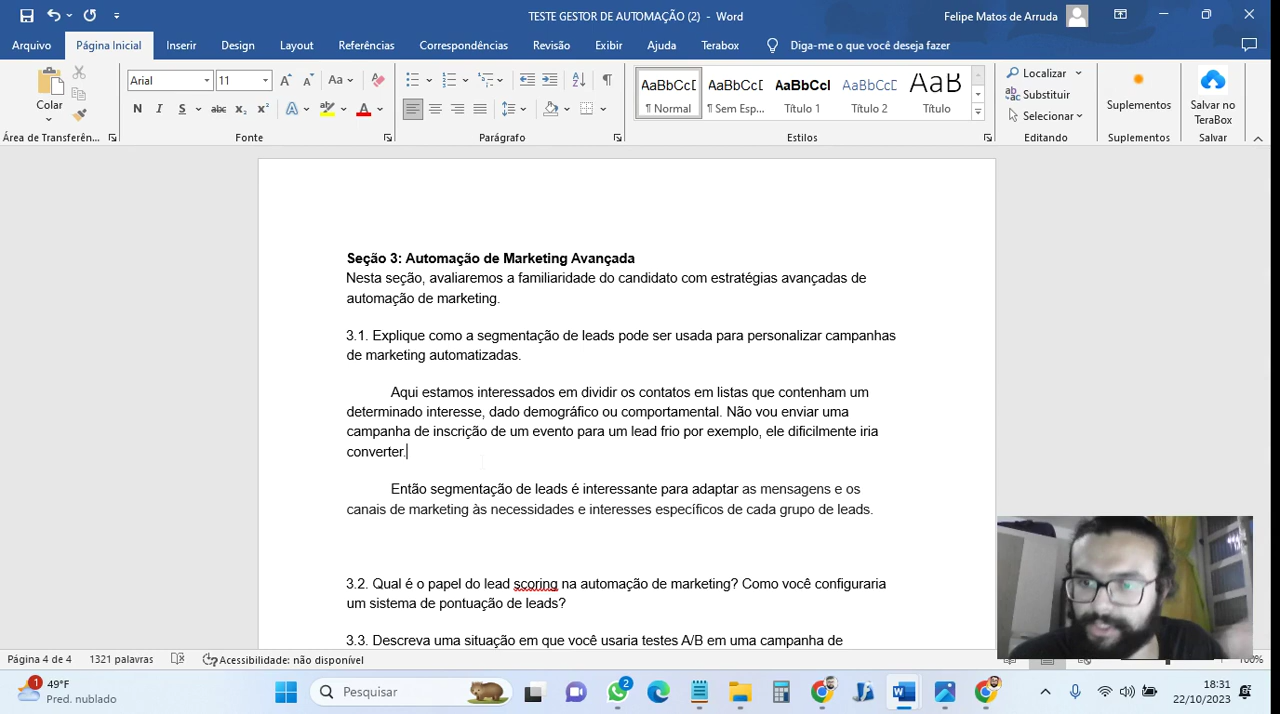 TESTE GESTOR DE AUTOMAÇÃO (2) - Word
Felipe Matos de Arruda
Arquivo Página Inicial Inserir Design Layout Referências Correspondências Revisão Exibir Ajuda Terabox Diga-me o que você deseja fazer
Colar
Área de Transferên...
Arial 11
Aa
N I S abc x₂ x² A A
Fonte
Parágrafo
AaBbCcD AaBbCcD AaBbCcI AaBbCcD AaB
¶ Normal ¶ Sem Esp... Título 1 Título 2 Título
Estilos
Localizar
Substituir
Selecionar
Editando
Suplementos
Suplementos
Salvar no TeraBox
Salvar
Seção 3: Automação de Marketing Avançada
Nesta seção, avaliaremos a familiaridade do candidato com estratégias avançadas de
automação de marketing.
3.1. Explique como a segmentação de leads pode ser usada para personalizar campanhas
de marketing automatizadas.
Aqui estamos interessados em dividir os contatos em listas que contenham um
determinado interesse, dado demográfico ou comportamental. Não vou enviar uma
campanha de inscrição de um evento para um lead frio por exemplo, ele dificilmente iria
converter.
Então segmentação de leads é interessante para adaptar as mensagens e os
canais de marketing às necessidades e interesses específicos de cada grupo de leads.
3.2. Qual é o papel do lead scoring na automação de marketing? Como você configuraria
um sistema de pontuação de leads?
3.3. Descreva uma situação em que você usaria testes A/B em uma campanha de
Página 4 de 4 1321 palavras Acessibilidade: não disponível 100%
1 49°F
Pred. nublado
Pesquisar
2
18:31
22/10/2023